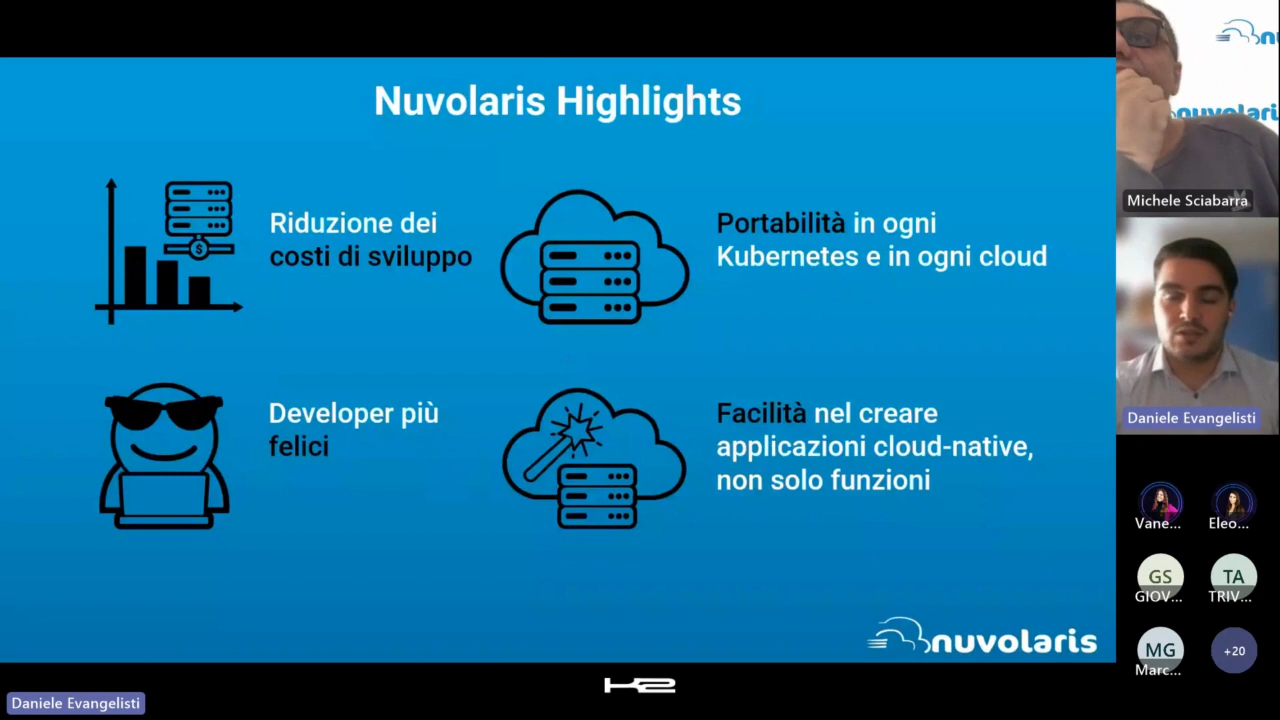 Nuvolaris Highlights
Riduzione dei
costi di sviluppo
Portabilità in ogni
Kubernetes e in ogni cloud
Developer più
felici
Facilità nel creare
applicazioni cloud-native,
non solo funzioni
nuvolaris
K2
Daniele Evangelisti
nuvolari
Michele Sciabarra
Daniele Evangelisti
Vane... Eleo...
GS TA
GIOV... TRIV...
MG +20
Marc...